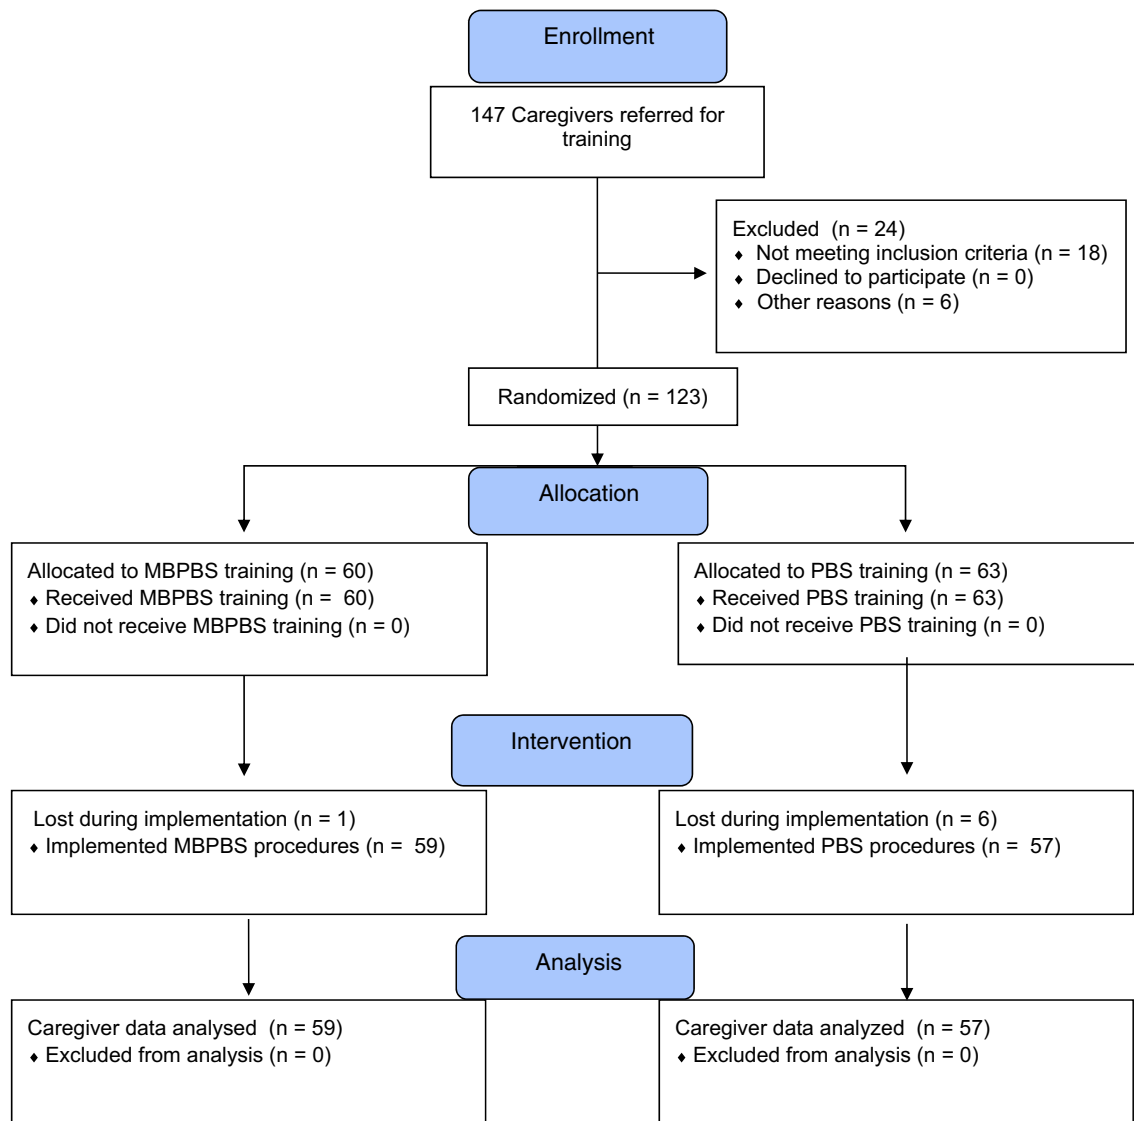 Enrollment
147 Caregivers referred for
training
Excluded (n = 24)
♦ Not meeting inclusion criteria (n = 18)
♦ Declined to participate (n = 0)
♦ Other reasons (n = 6)
Randomized (n = 123)
Allocation
Allocated to MBPBS training (n = 60)
♦ Received MBPBS training (n = 60)
♦ Did not receive MBPBS training (n = 0)
Allocated to PBS training (n = 63)
♦ Received PBS training (n = 63)
♦ Did not receive PBS training (n = 0)
Intervention
Lost during implementation (n = 1)
♦ Implemented MBPBS procedures (n = 59)
Lost during implementation (n = 6)
♦ Implemented PBS procedures (n = 57)
Analysis
Caregiver data analysed (n = 59)
♦ Excluded from analysis (n = 0)
Caregiver data analyzed (n = 57)
♦ Excluded from analysis (n = 0)